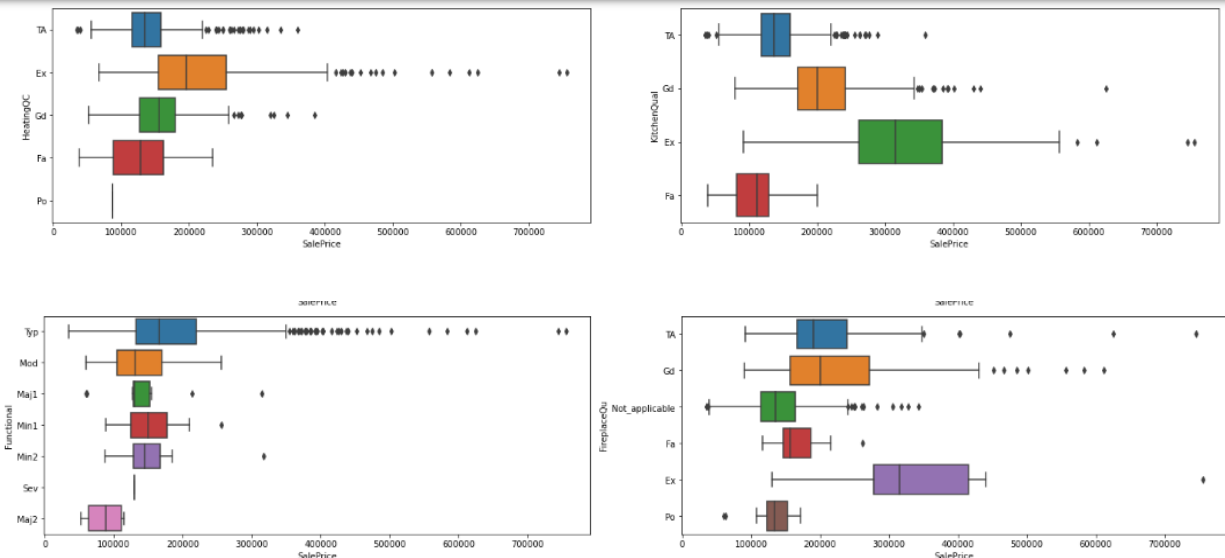 TA
Ex
Gd
Fa
Po
HeatingQC
0 100000 200000 300000 400000 500000 600000 700000
SalePrice
TA
Gd
Ex
Fa
KitchenQual
0 100000 200000 300000 400000 500000 600000 700000
SalePrice
SalePrice
Typ
Mod
Maj1
Min1
Min2
Sev
Maj2
Functional
0 100000 200000 300000 400000 500000 600000 700000
SalePrice
SalePrice
TA
Gd
Not_applicable
Fa
Ex
Po
FireplaceQu
0 100000 200000 300000 400000 500000 600000 700000
SalePrice